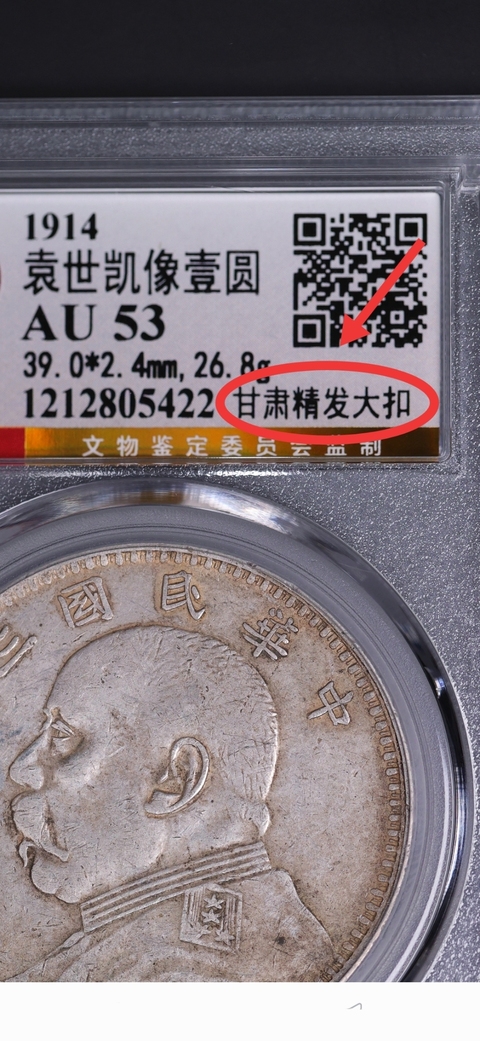 1914
袁世凯像壹圆
AU 53
39.0*2.4mm,26.8g
1212805422 甘肃精发大扣
文物鉴定委员会监制
中華民國三